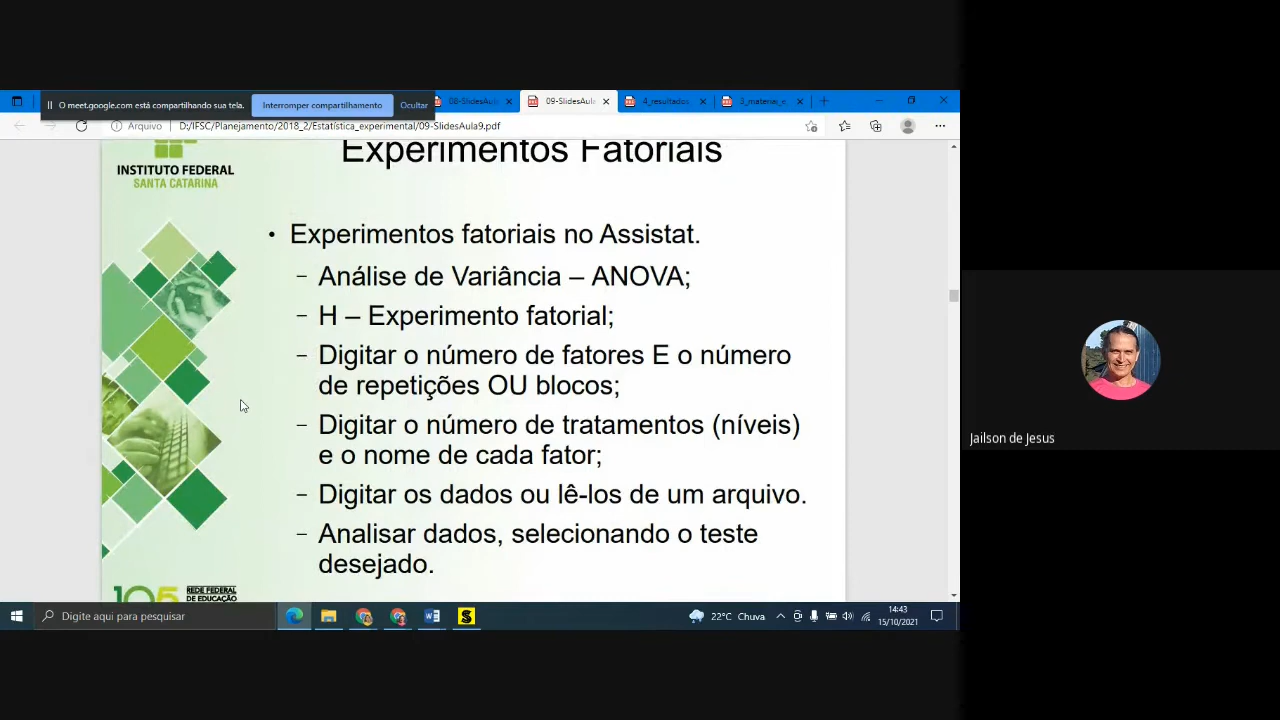 O meet.google.com está compartilhando sua tela.
Interromper compartilhamento
Ocultar
09-SlidesAula
4_resultados
3_material_e
Arquivo
D:/IFSC/Planejamento/2018_2/Estatística_experimental/09-SlidesAula9.pdf
INSTITUTO FEDERAL
SANTA CATARINA
Experimentos Fatoriais
• Experimentos fatoriais no Assistat.
– Análise de Variância – ANOVA;
– H – Experimento fatorial;
– Digitar o número de fatores E o número
de repetições OU blocos;
– Digitar o número de tratamentos (níveis)
e o nome de cada fator;
– Digitar os dados ou lê-los de um arquivo.
– Analisar dados, selecionando o teste
desejado.
105
REDE FEDERAL
DE EDUCAÇÃO
Jailson de Jesus
Digite aqui para pesquisar
22°C Chuva
14:43
15/10/2021